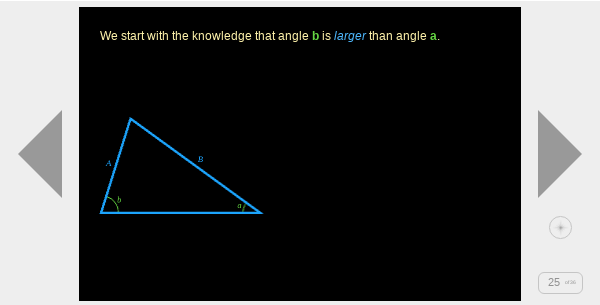 We start with the knowledge that angle b is larger than angle a.
A
B
b
a
25 of 36